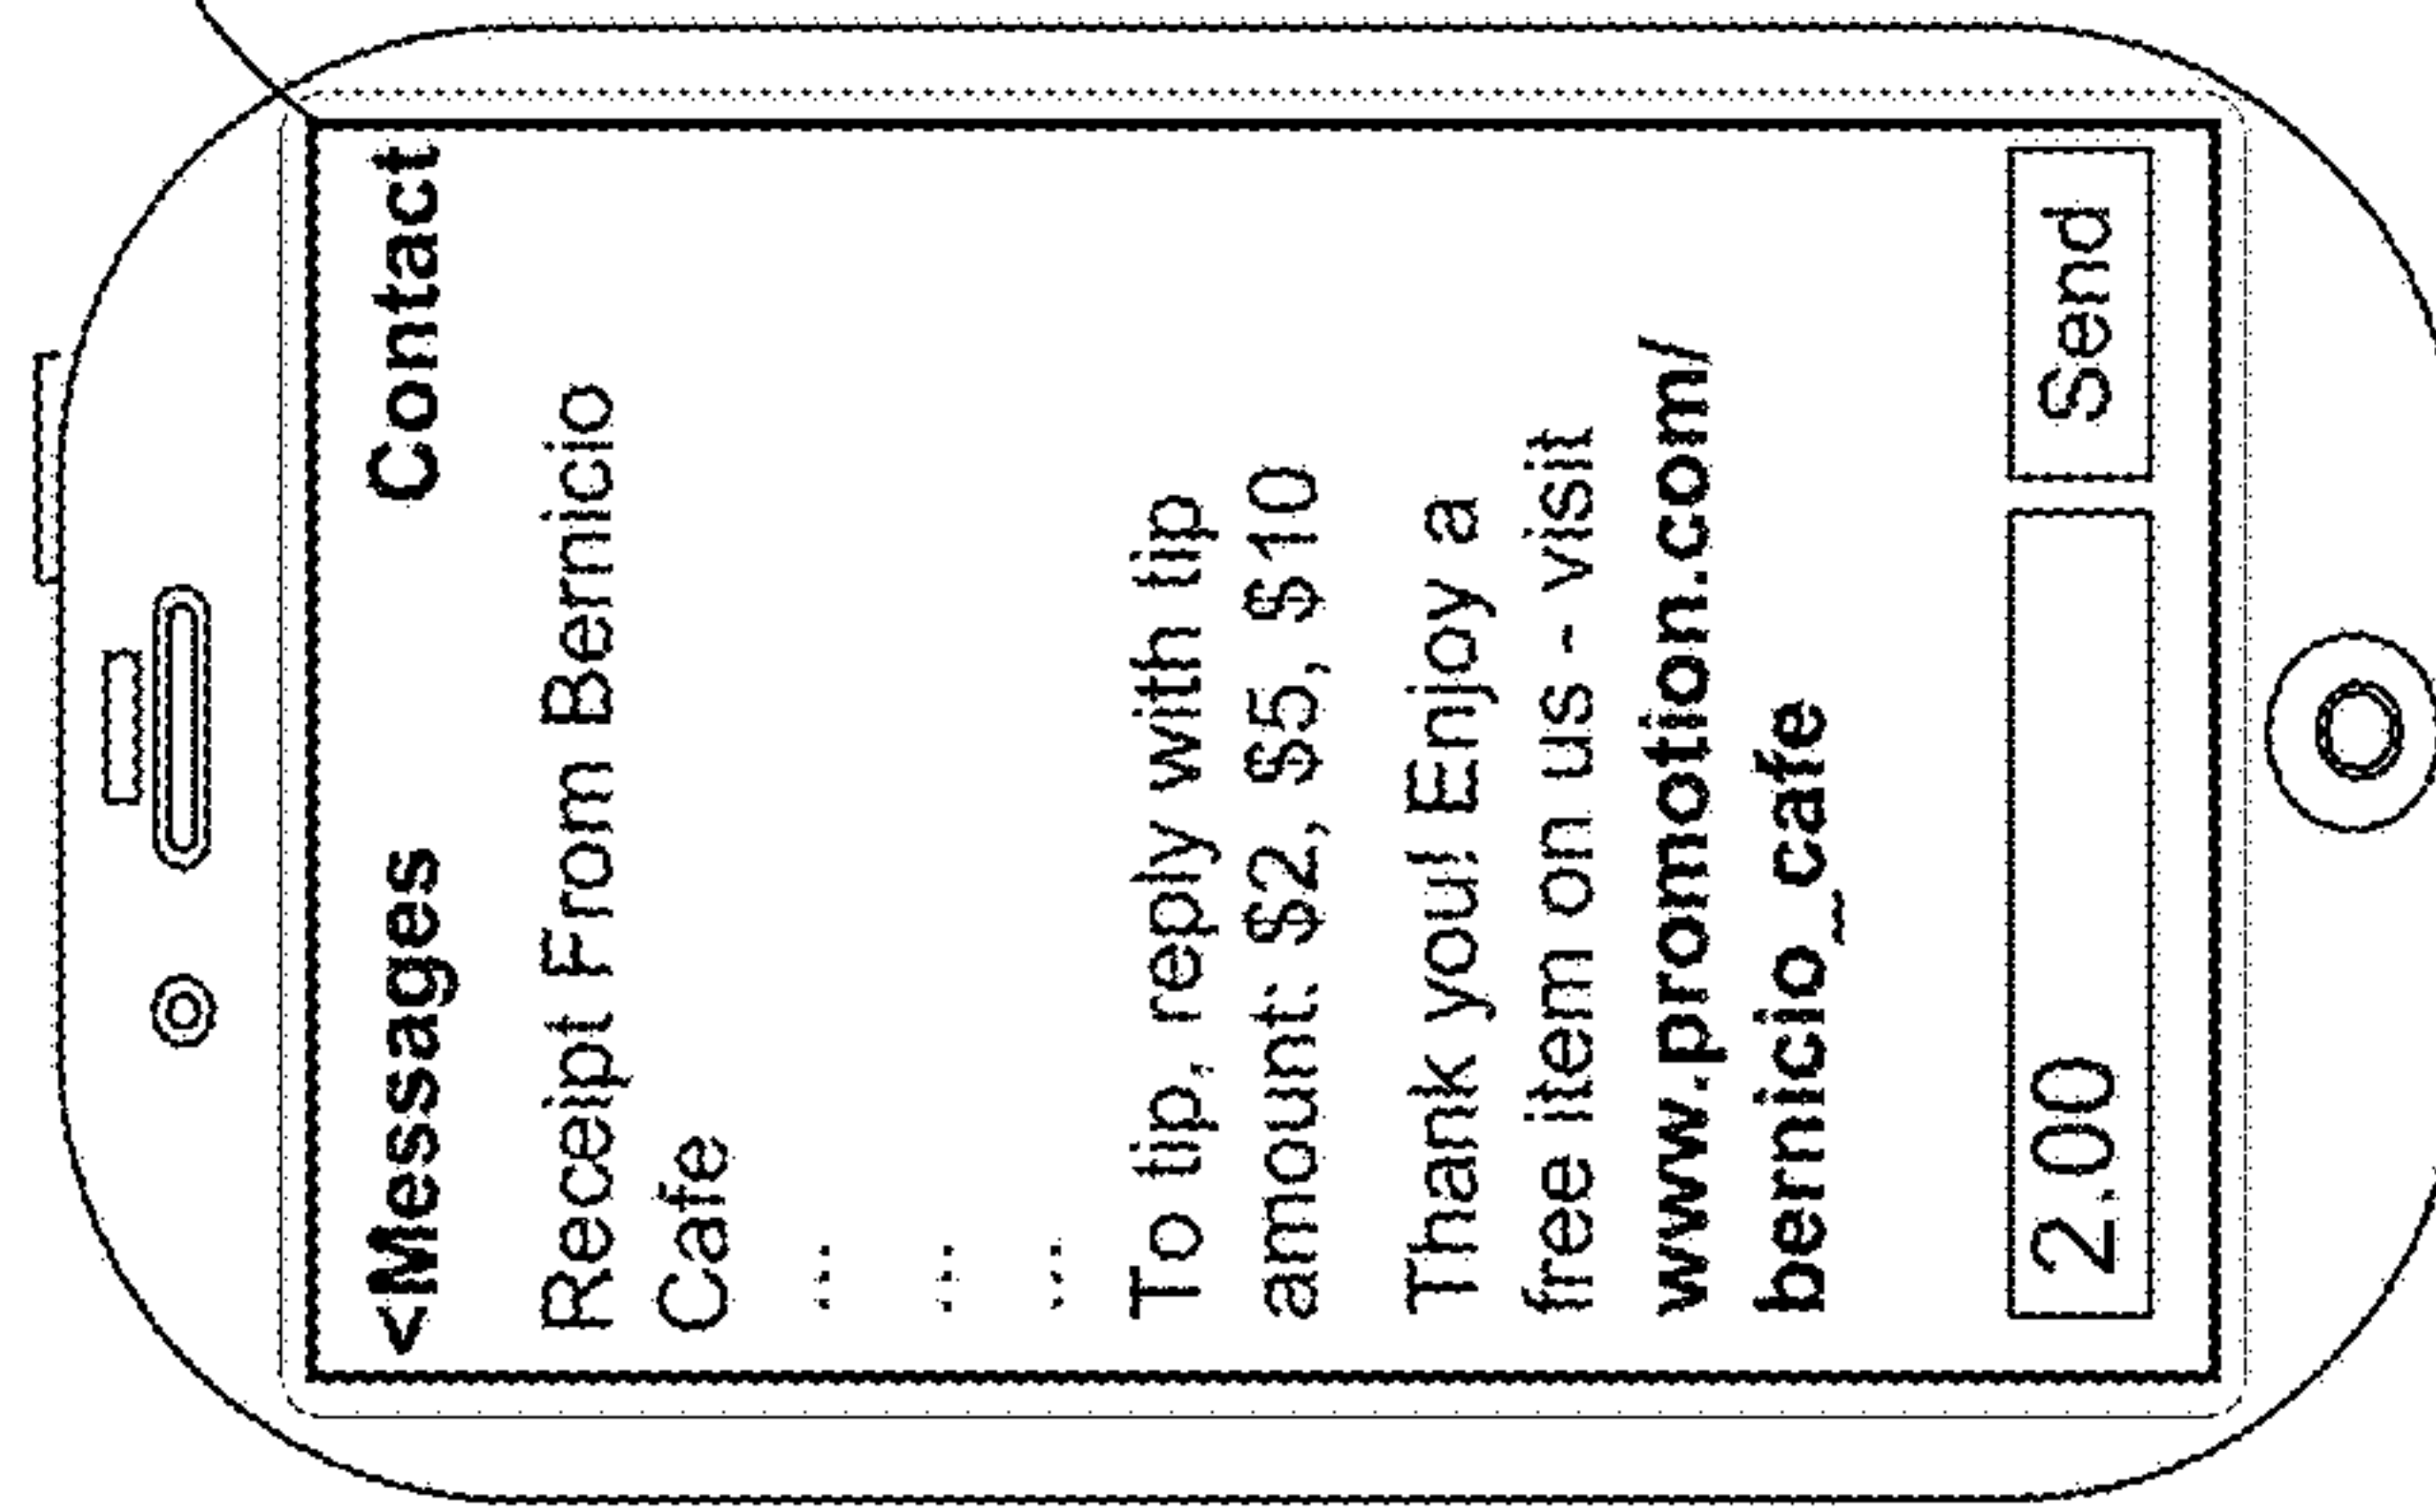 <Messages Contact
Receipt From Bernicio
Cafe
...
...
...
To tip, reply with tip
amount: $2, $5, $10
Thank you! Enjoy a
free item on us - visit
www.promotion.com/
bernicio_cafe
2.00 Send